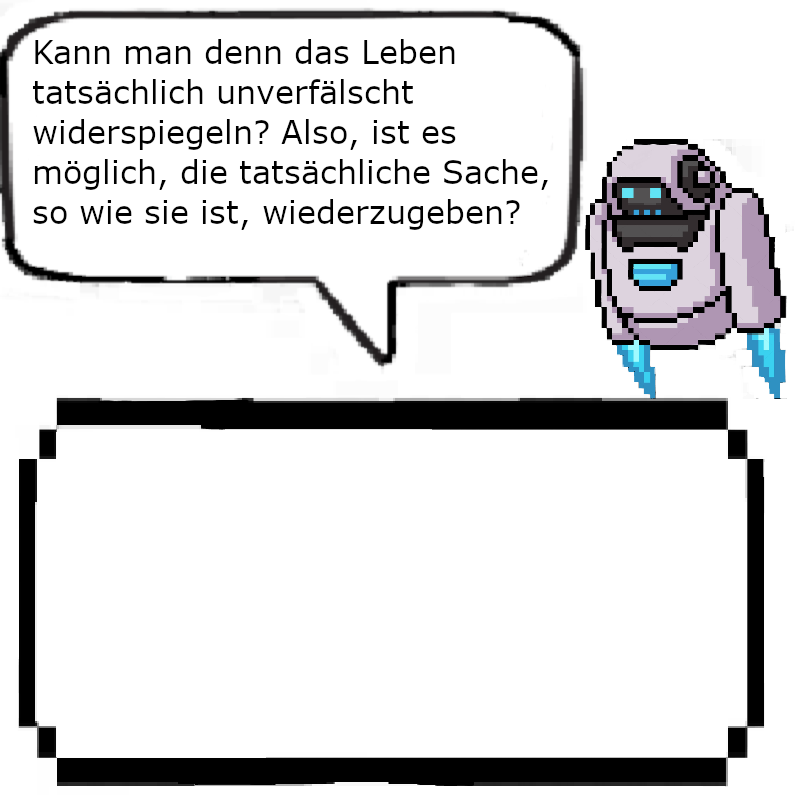 Kann man denn das Leben
tatsächlich unverfälscht
widerspiegeln? Also, ist es
möglich, die tatsächliche Sache,
so wie sie ist, wiederzugeben?